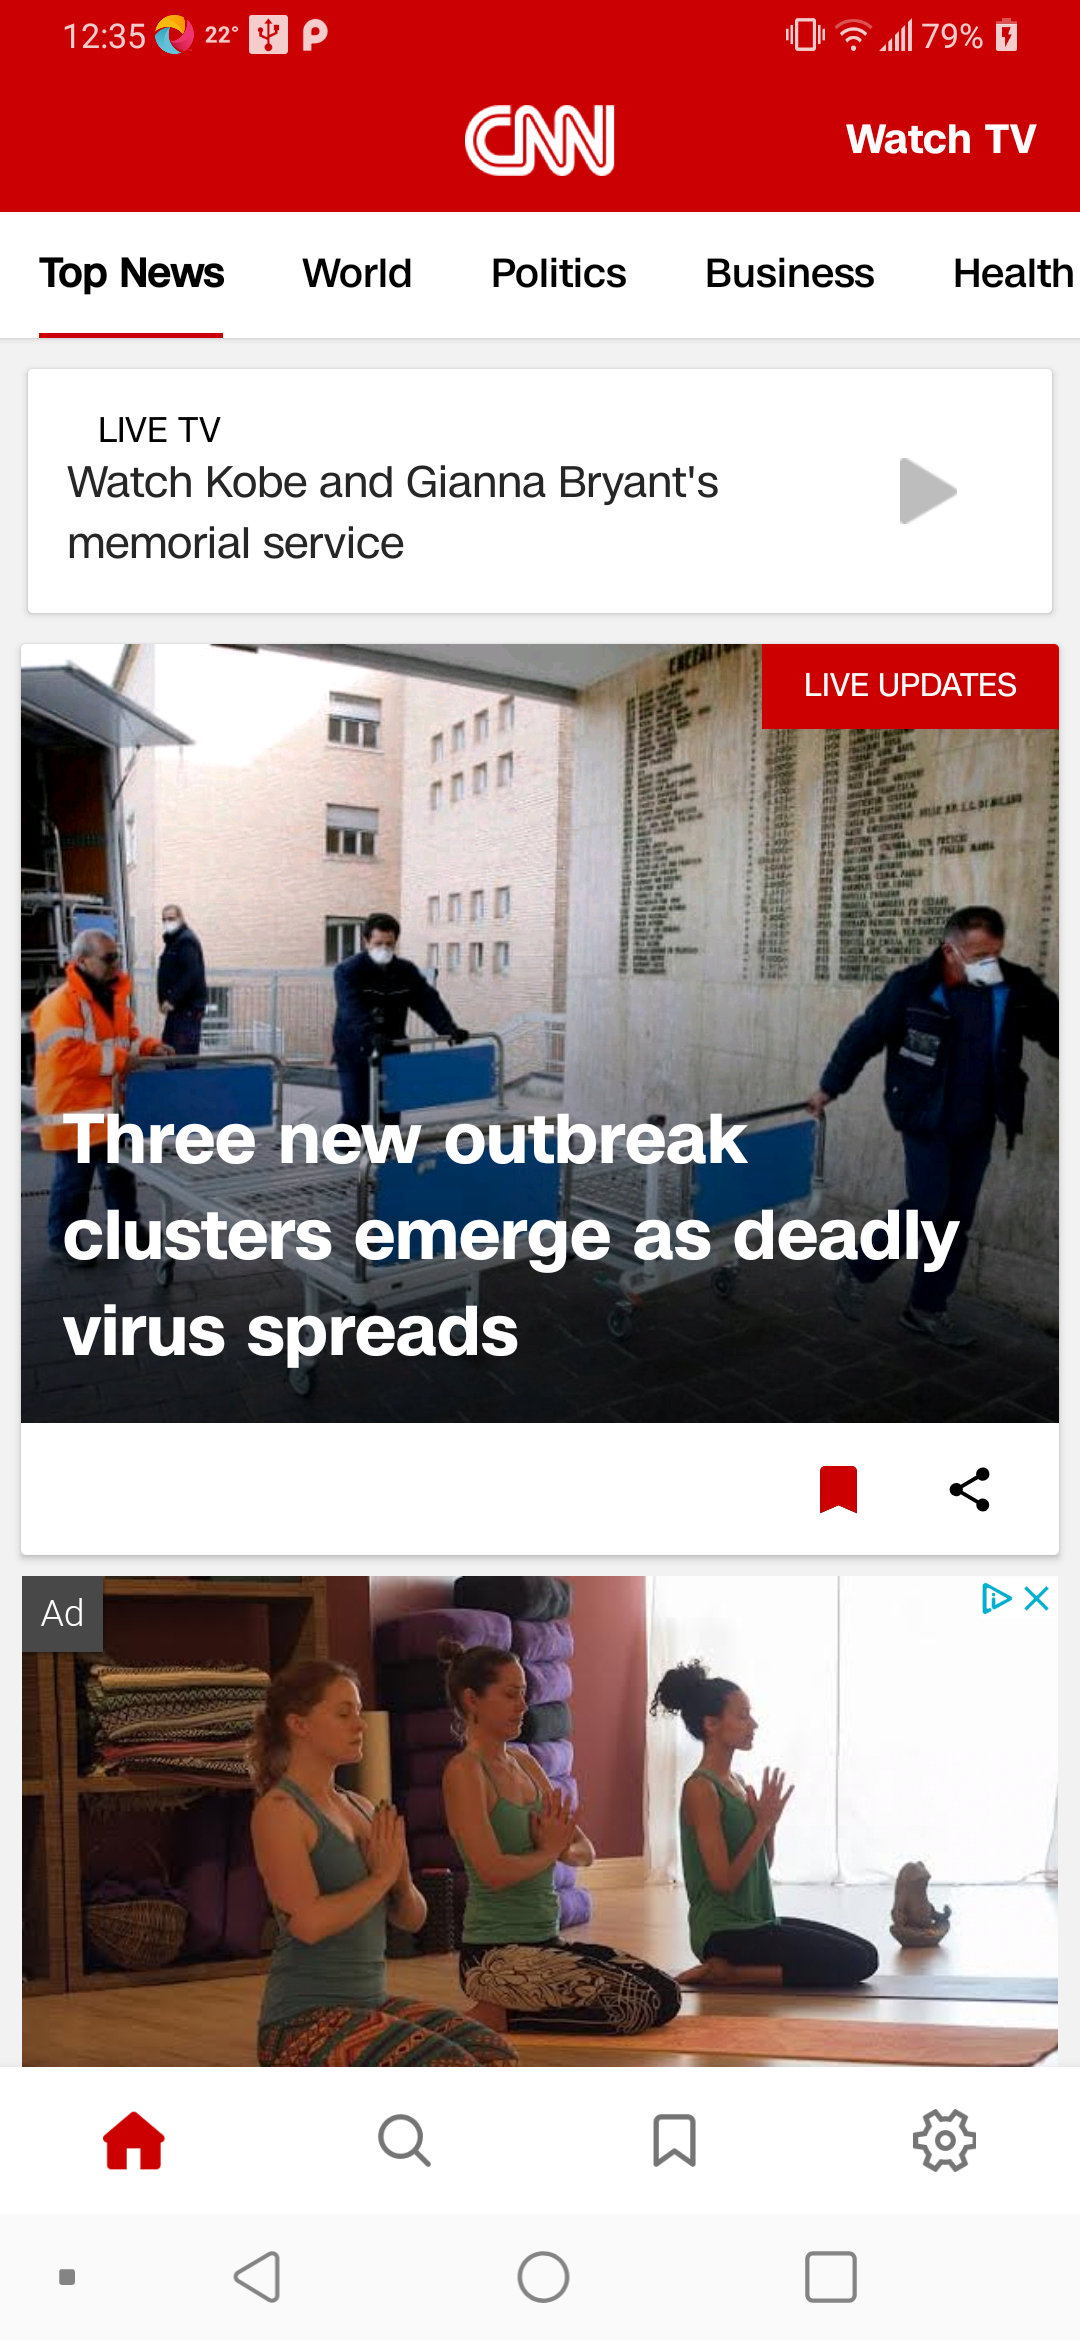 12:35 22° 79%
CNN
Watch TV
Top News World Politics Business Health
LIVE TV
Watch Kobe and Gianna Bryant's
memorial service
LIVE UPDATES
Three new outbreak
clusters emerge as deadly
virus spreads
Ad